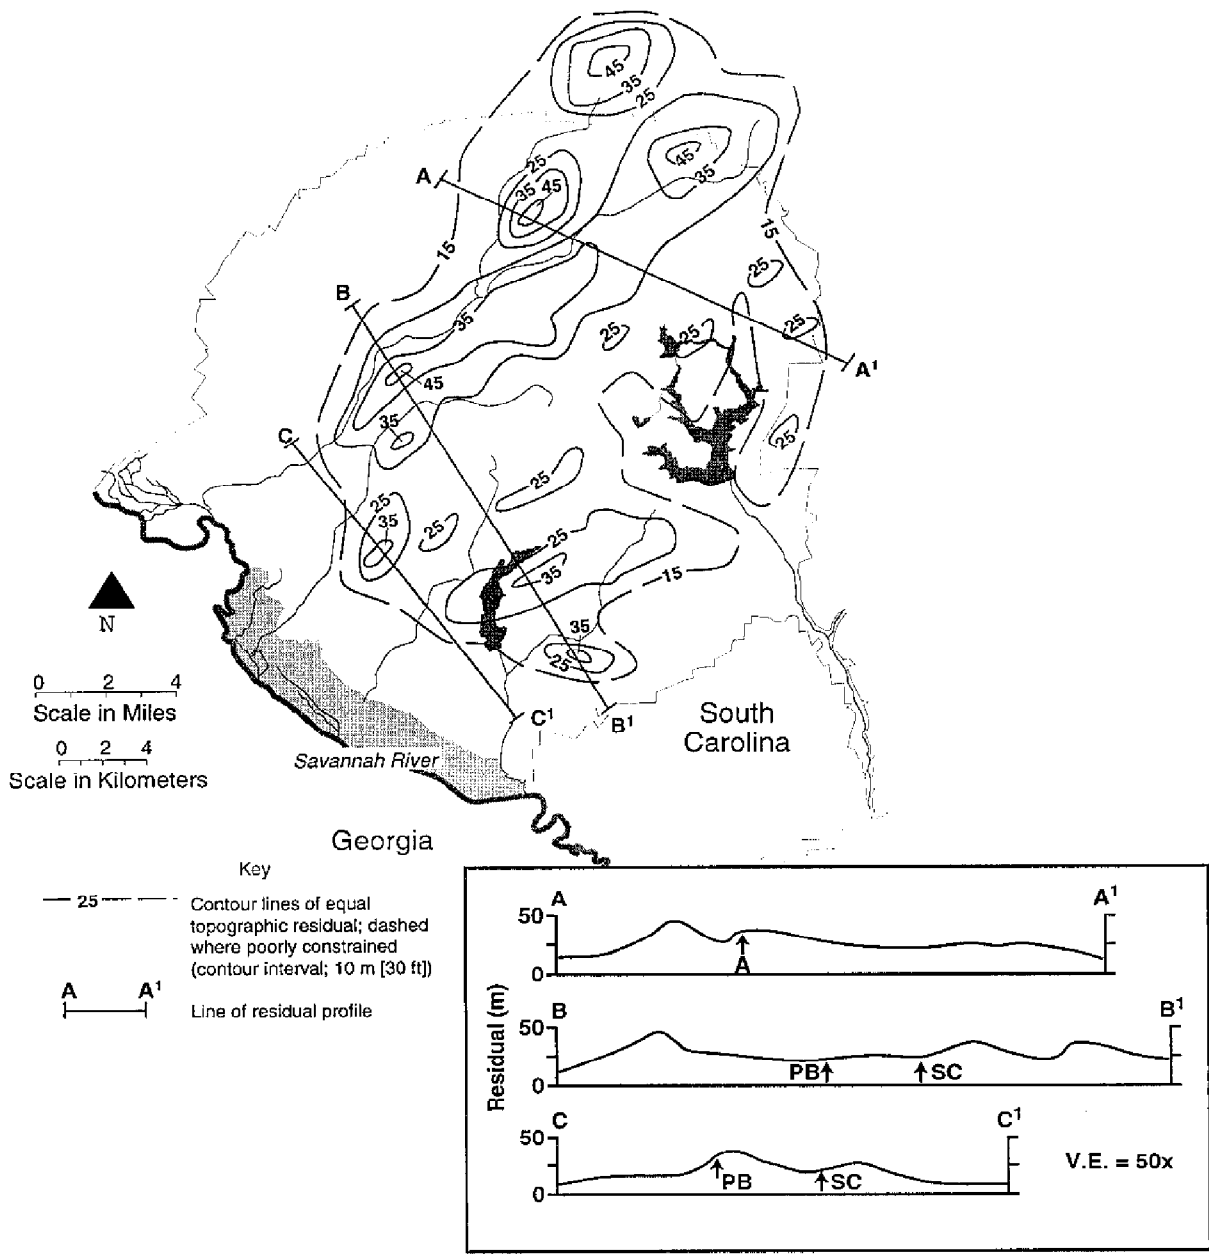 45
35
25
45
35
A
25
35
45
15
15
25
B
35
25
25
25
A¹
45
35
C
25
25
25
35
25
25
35
15
N
35
25
0 2 4
Scale in Miles
0 2 4
Scale in Kilometers
C¹
B¹
South
Carolina
Savannah River
Georgia
Key
25
Contour lines of equal
topographic residual; dashed
where poorly constrained
(contour interval; 10 m [30 ft])
A A¹
Line of residual profile
A A¹
50
0
A
B B¹
50
0
PB SC
Residual (m)
C C¹
50
0
PB SC
V.E. = 50x